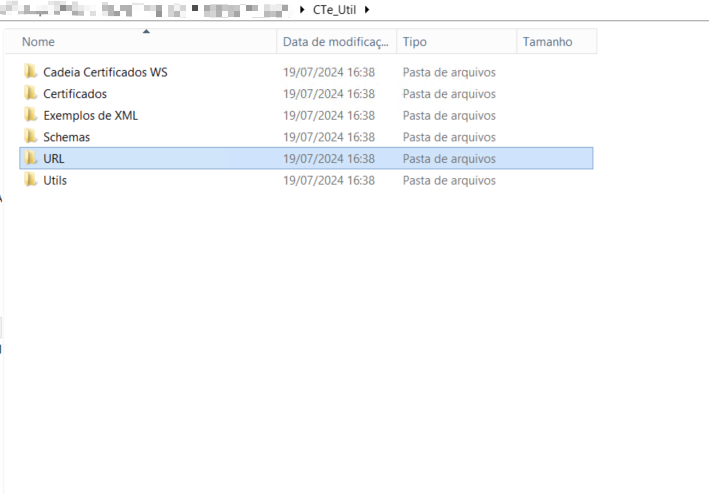 CTe_Util
Nome Data de modificaç... Tipo Tamanho
Cadeia Certificados WS 19/07/2024 16:38 Pasta de arquivos
Certificados 19/07/2024 16:38 Pasta de arquivos
Exemplos de XML 19/07/2024 16:38 Pasta de arquivos
Schemas 19/07/2024 16:38 Pasta de arquivos
URL 19/07/2024 16:38 Pasta de arquivos
Utils 19/07/2024 16:38 Pasta de arquivos